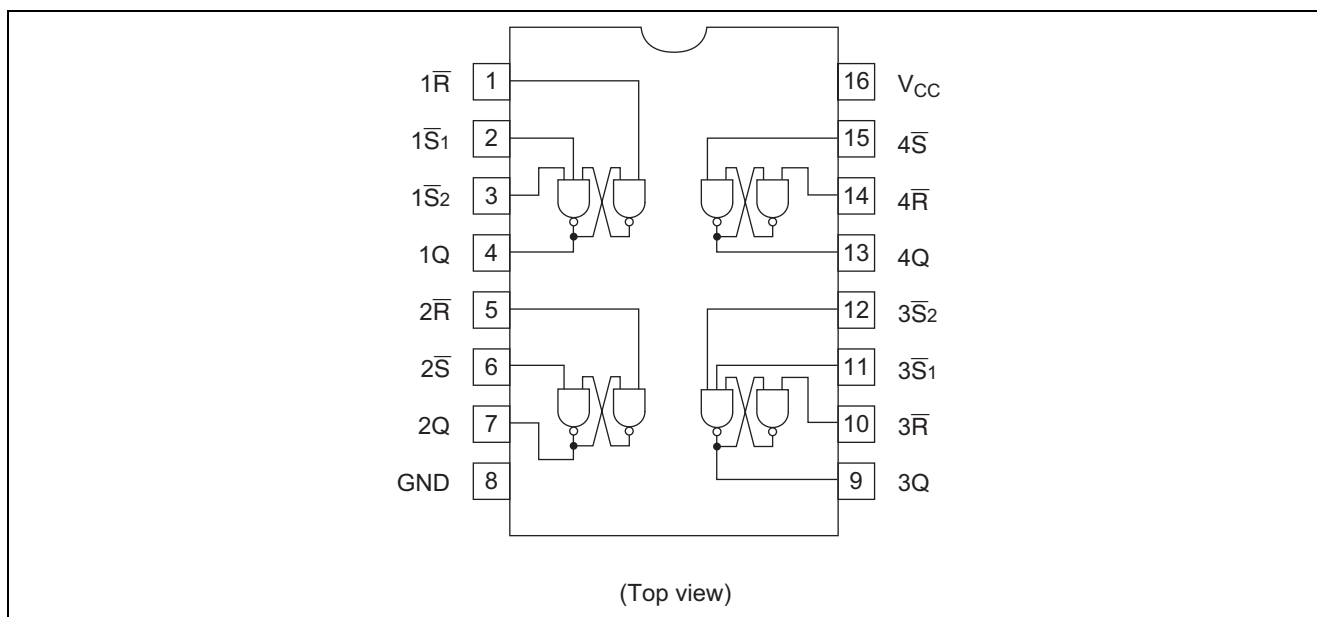 1R̅ 1 16 VCC
1S̅1 2 15 4S̅
1S̅2 3 14 4R̅
1Q 4 13 4Q
2R̅ 5 12 3S̅2
2S̅ 6 11 3S̅1
2Q 7 10 3R̅
GND 8 9 3Q
(Top view)